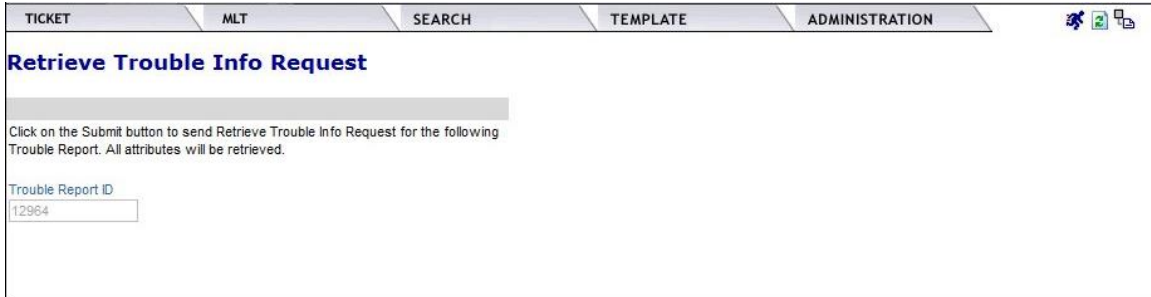 TICKET MLT SEARCH TEMPLATE ADMINISTRATION
Retrieve Trouble Info Request
Click on the Submit button to send Retrieve Trouble Info Request for the following
Trouble Report. All attributes will be retrieved.
Trouble Report ID
12964